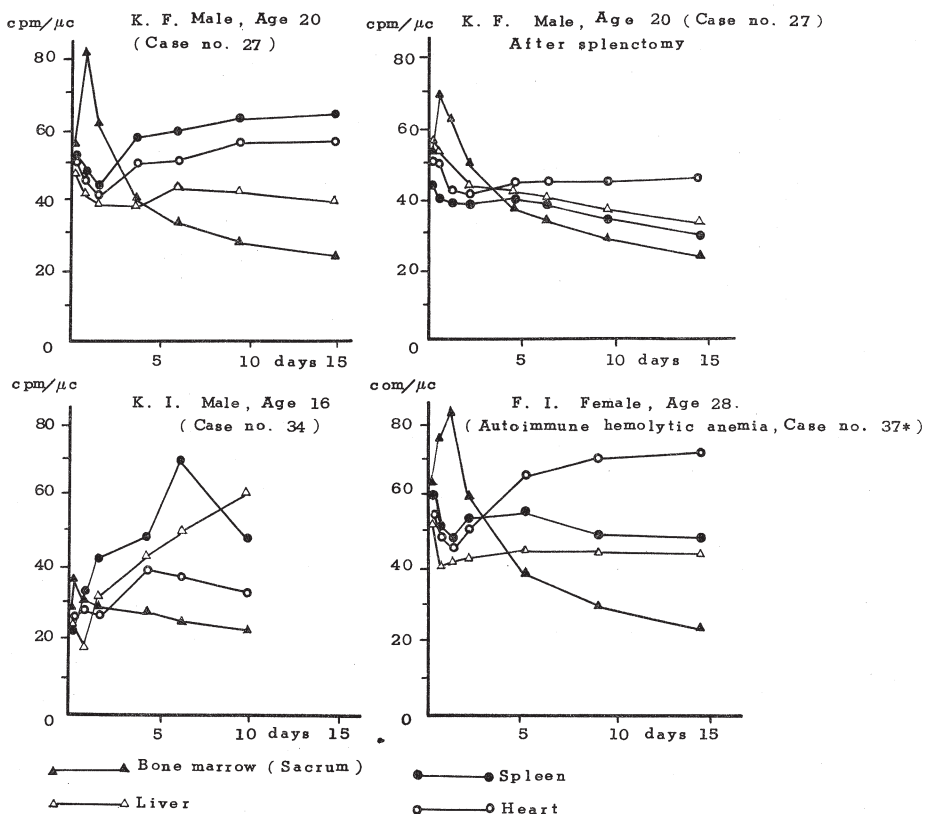 cpm/μc
K. F. Male, Age 20
(Case no. 27)
80
60
40
20
0
5
10 days 15
cpm/μc
K. F. Male, Age 20 (Case no. 27)
After splenctomy
80
60
40
20
0
5
10 days 15
cpm/μc
K. I. Male, Age 16
(Case no. 34)
80
60
40
20
0
5
10 days 15
com/μc
F. I. Female, Age 28.
(Autoimmune hemolytic anemia, Case no. 37*)
80
60
40
20
0
5
10 days 15
Bone marrow (Sacrum)
Liver
Spleen
Heart